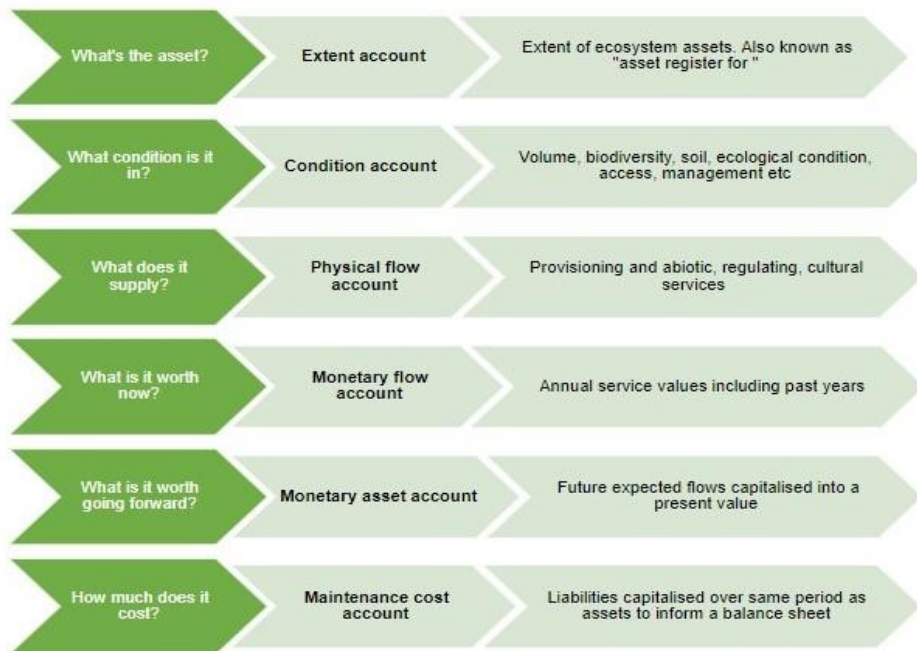 What's the asset?
Extent account
Extent of ecosystem assets. Also known as
"asset register for "
What condition is it
in?
Condition account
Volume, biodiversity, soil, ecological condition,
access, management etc
What does it
supply?
Physical flow
account
Provisioning and abiotic, regulating, cultural
services
What is it worth
now?
Monetary flow
account
Annual service values including past years
What is it worth
going forward?
Monetary asset account
Future expected flows capitalised into a
present value
How much does it
cost?
Maintenance cost
account
Liabilities capitalised over same period as
assets to inform a balance sheet